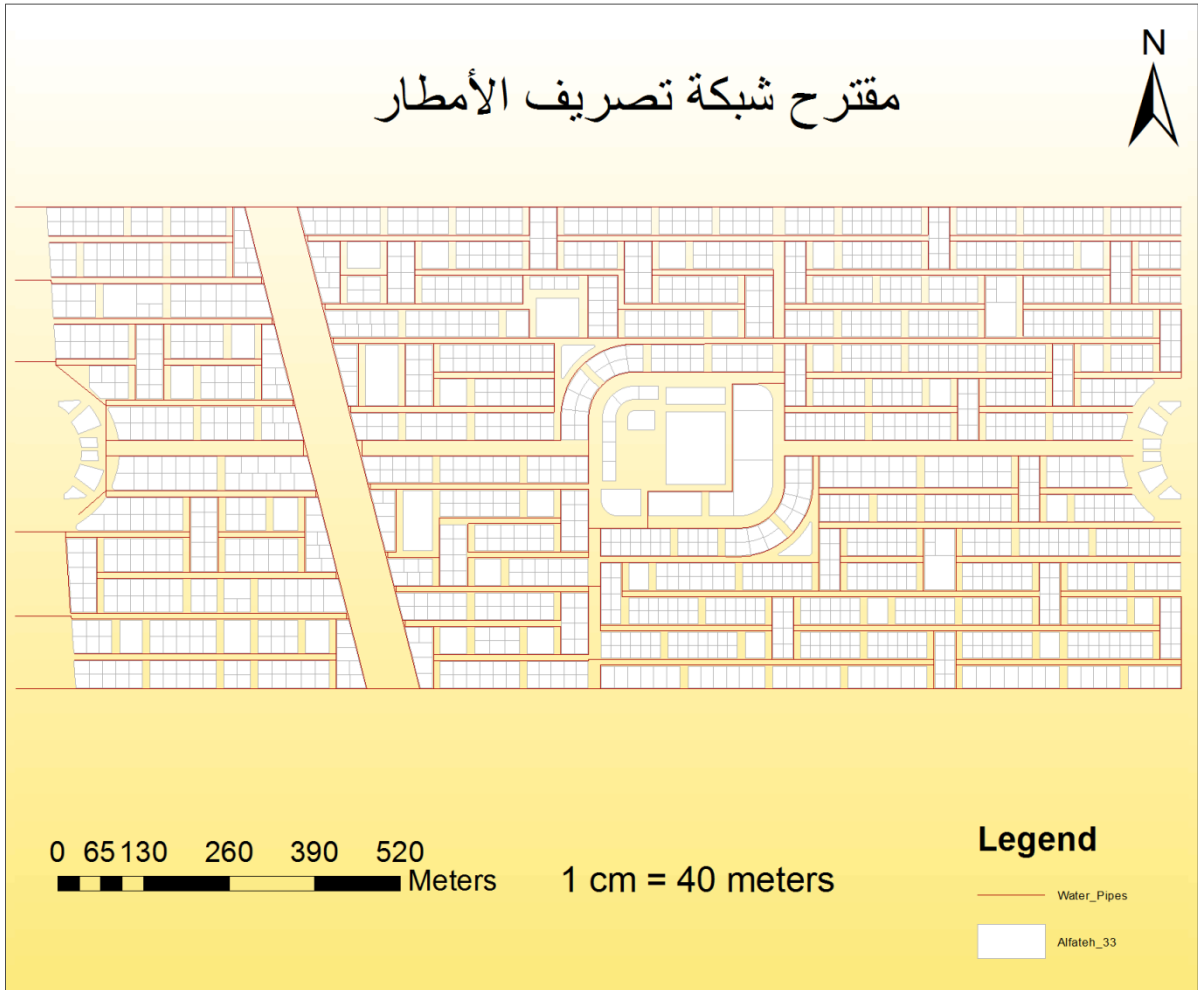 N
مقترح شبكة تصريف الأمطار
0 65 130 260 390 520
Meters
1 cm = 40 meters
Legend
Water_Pipes
Alfateh_33